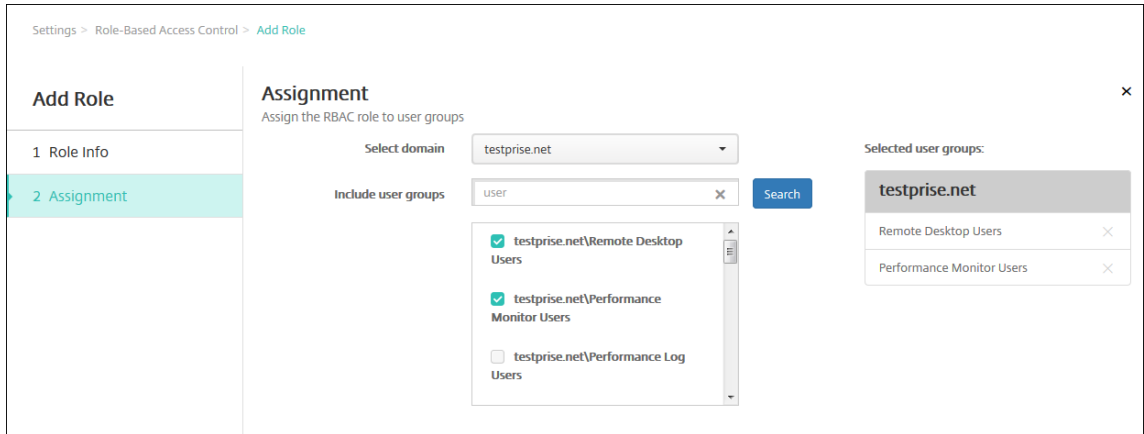 Settings > Role-Based Access Control > Add Role
Add Role
1 Role Info
2 Assignment
Assignment
Assign the RBAC role to user groups
Select domain
testprise.net
Include user groups
user
Search
testprise.net\Remote Desktop
Users
testprise.net\Performance
Monitor Users
testprise.net\Performance Log
Users
Selected user groups:
testprise.net
Remote Desktop Users
Performance Monitor Users